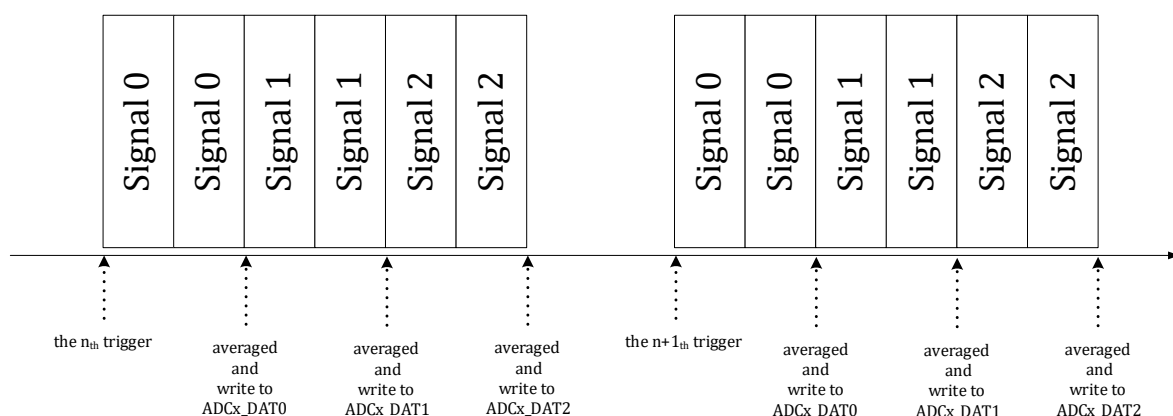 Signal 0
Signal 0
Signal 1
Signal 1
Signal 2
Signal 2
Signal 0
Signal 0
Signal 1
Signal 1
Signal 2
Signal 2
the nth trigger
averaged
and
write to
ADCx_DAT0
averaged
and
write to
ADCx_DAT1
averaged
and
write to
ADCx_DAT2
the n+1th trigger
averaged
and
write to
ADCx_DAT0
averaged
and
write to
ADCx_DAT1
averaged
and
write to
ADCx_DAT2